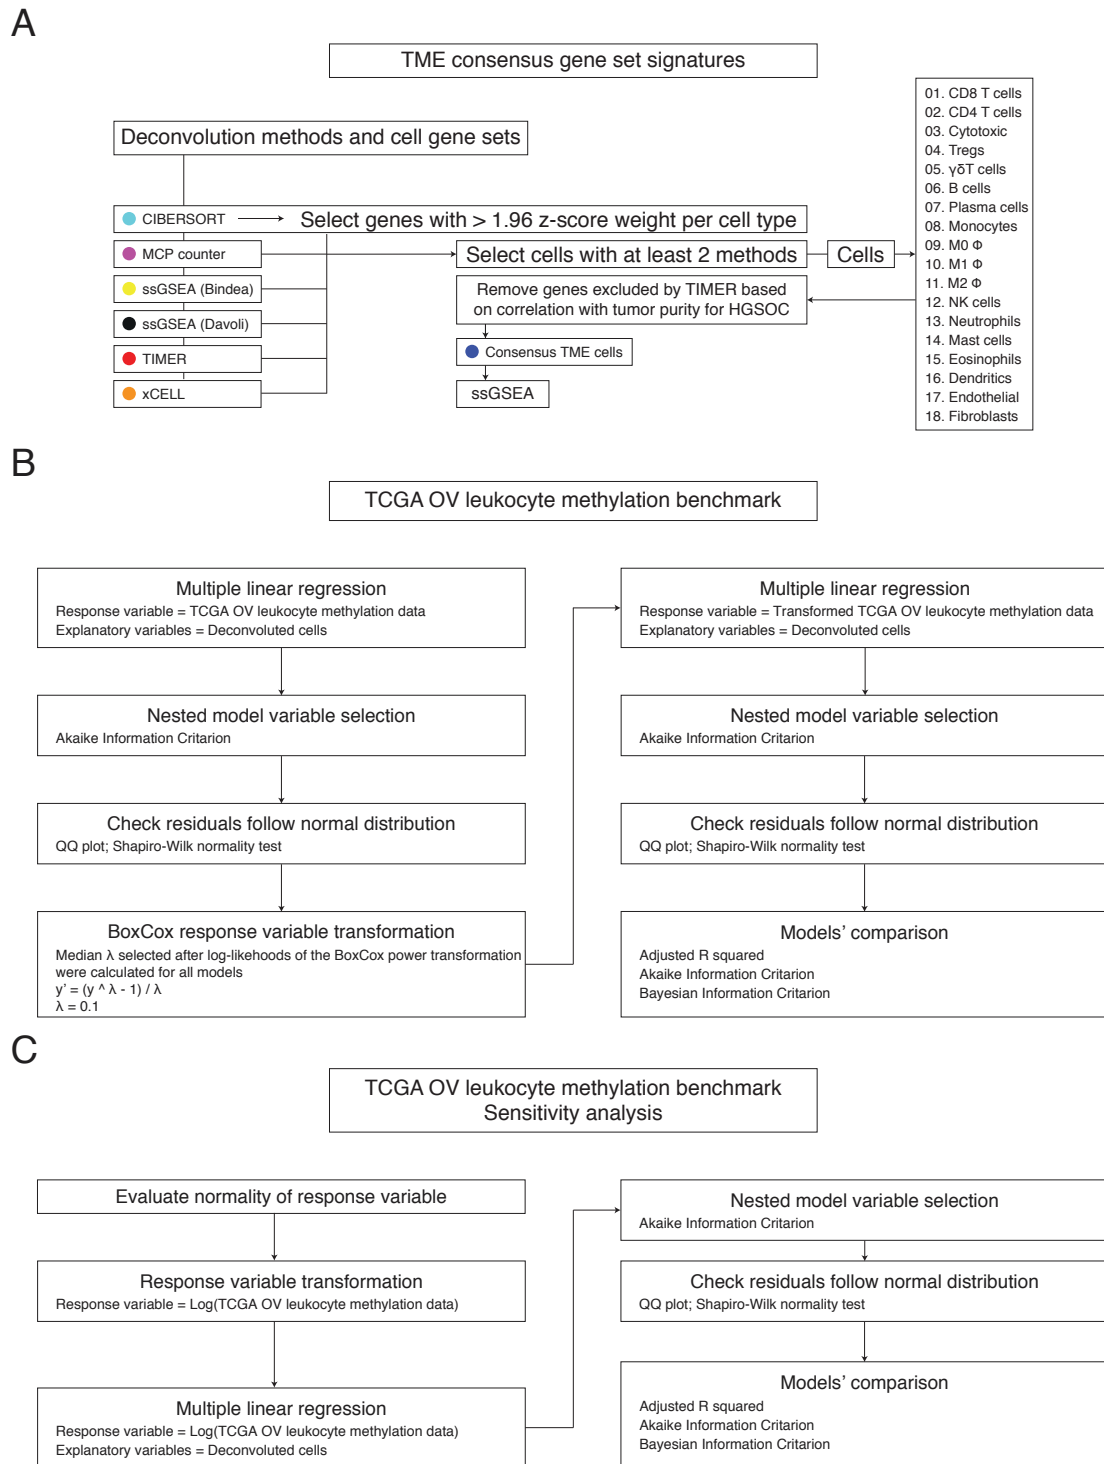 A
TME consensus gene set signatures
Deconvolution methods and cell gene sets
CIBERSORT
Select genes with > 1.96 z-score weight per cell type
MCP counter
Select cells with at least 2 methods
Cells
ssGSEA (Bindea)
ssGSEA (Davoli)
TIMER
xCELL
Remove genes excluded by TIMER based
on correlation with tumor purity for HGSOC
Consensus TME cells
ssGSEA
01. CD8 T cells
02. CD4 T cells
03. Cytotoxic
04. Tregs
05. γδT cells
06. B cells
07. Plasma cells
08. Monocytes
09. M0 Φ
10. M1 Φ
11. M2 Φ
12. NK cells
13. Neutrophils
14. Mast cells
15. Eosinophils
16. Dendritics
17. Endothelial
18. Fibroblasts
B
TCGA OV leukocyte methylation benchmark
Multiple linear regression
Response variable = TCGA OV leukocyte methylation data
Explanatory variables = Deconvoluted cells
Nested model variable selection
Akaike Information Critarion
Check residuals follow normal distribution
QQ plot; Shapiro-Wilk normality test
BoxCox response variable transformation
Median λ selected after log-likehoods of the BoxCox power transformation
were calculated for all models
y' = (y ^ λ - 1) / λ
λ = 0.1
Multiple linear regression
Response variable = Transformed TCGA OV leukocyte methylation data
Explanatory variables = Deconvoluted cells
Nested model variable selection
Akaike Information Critarion
Check residuals follow normal distribution
QQ plot; Shapiro-Wilk normality test
Models' comparison
Adjusted R squared
Akaike Information Critarion
Bayesian Information Critarion
C
TCGA OV leukocyte methylation benchmark
Sensitivity analysis
Evaluate normality of response variable
Response variable transformation
Response variable = Log(TCGA OV leukocyte methylation data)
Multiple linear regression
Response variable = Log(TCGA OV leukocyte methylation data)
Explanatory variables = Deconvoluted cells
Nested model variable selection
Akaike Information Critarion
Check residuals follow normal distribution
QQ plot; Shapiro-Wilk normality test
Models' comparison
Adjusted R squared
Akaike Information Critarion
Bayesian Information Critarion